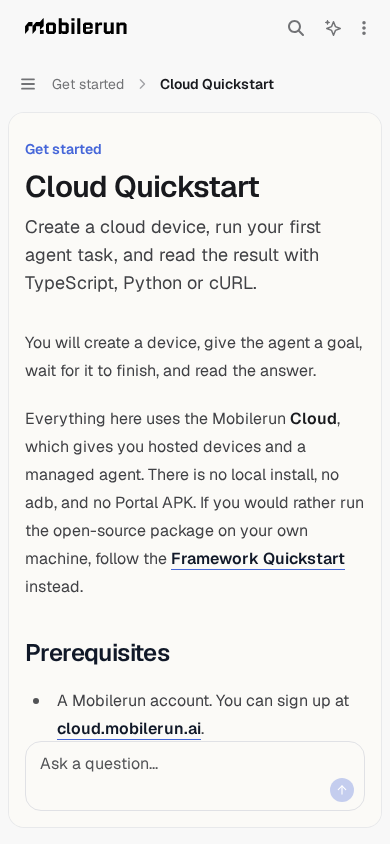 mobilerun
Get started > Cloud Quickstart
Get started
Cloud Quickstart
Create a cloud device, run your first
agent task, and read the result with
TypeScript, Python or cURL.
You will create a device, give the agent a goal,
wait for it to finish, and read the answer.
Everything here uses the Mobilerun Cloud,
which gives you hosted devices and a
managed agent. There is no local install, no
adb, and no Portal APK. If you would rather run
the open-source package on your own
machine, follow the Framework Quickstart
instead.
Prerequisites
• A Mobilerun account. You can sign up at
cloud.mobilerun.ai.
Ask a question...